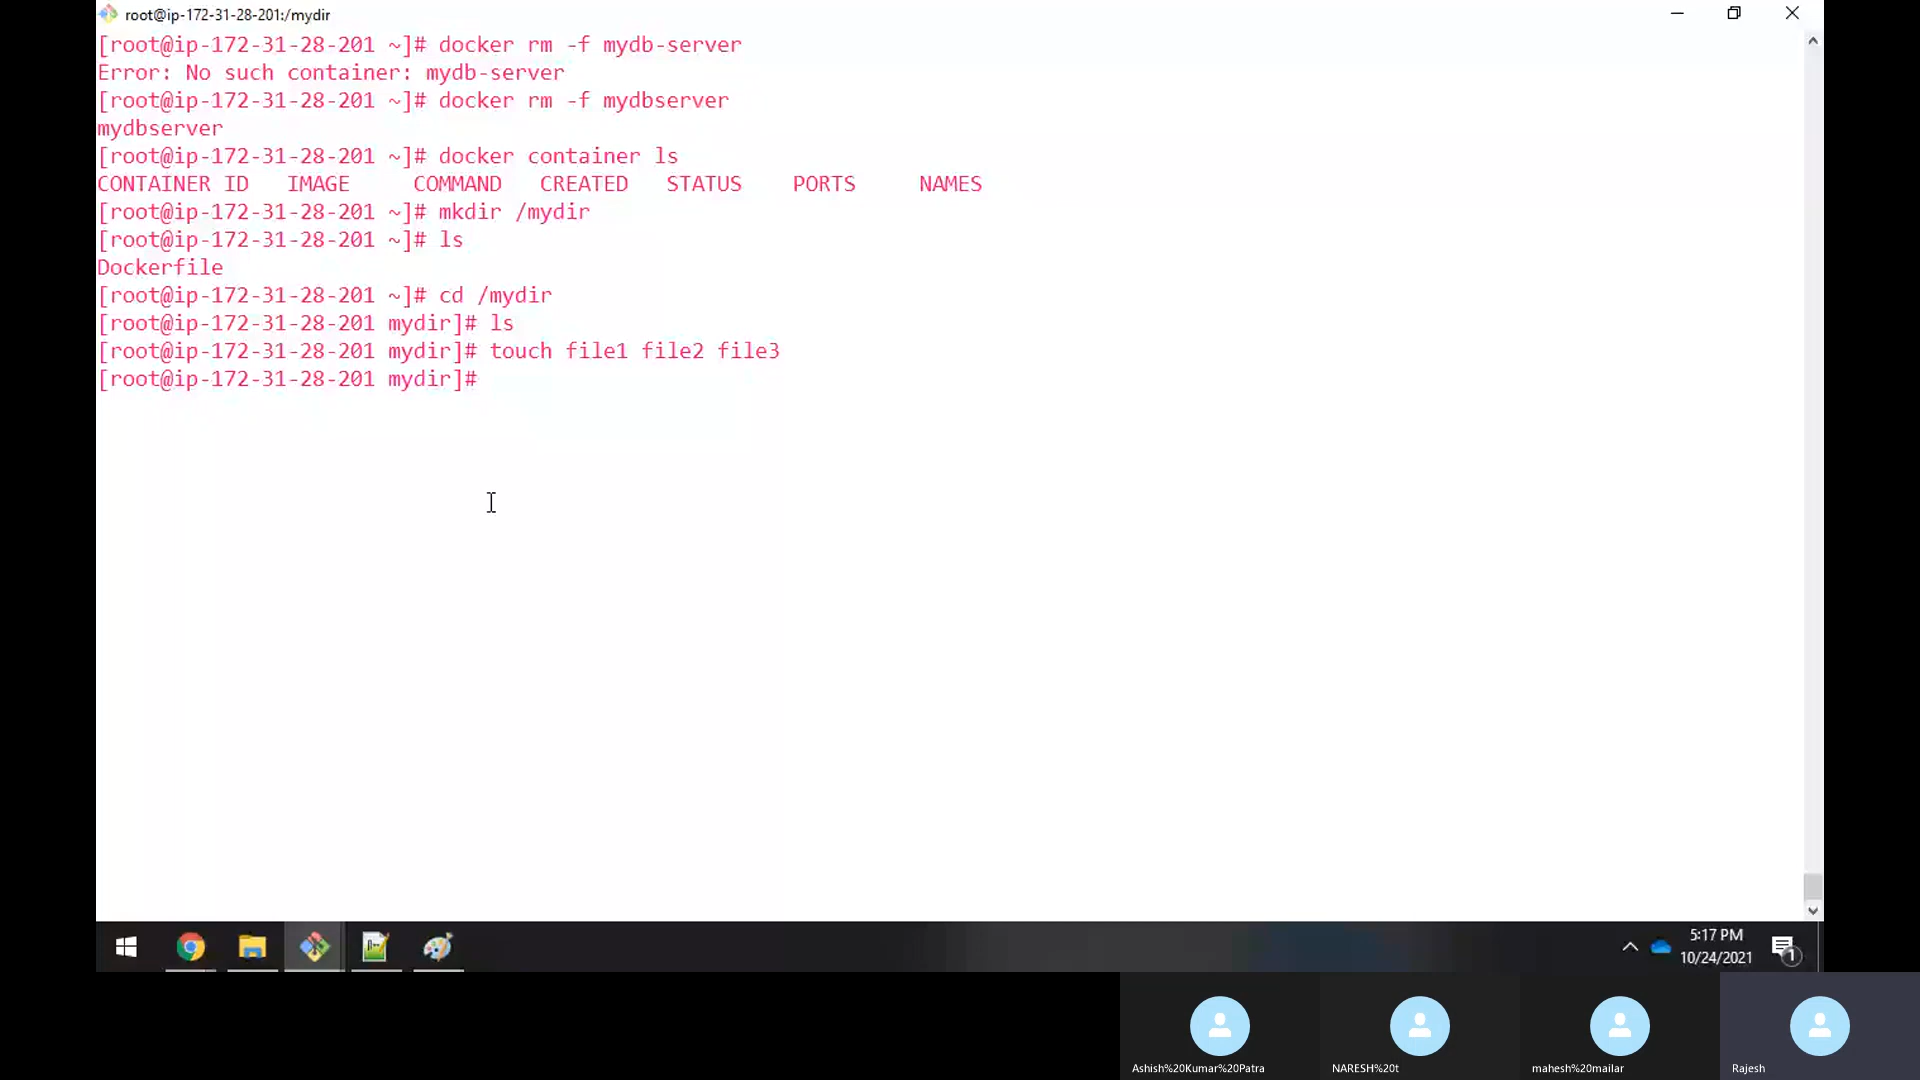 root@ip-172-31-28-201:/mydir
[root@ip-172-31-28-201 ~]# docker rm -f mydb-server
Error: No such container: mydb-server
[root@ip-172-31-28-201 ~]# docker rm -f mydbserver
mydbserver
[root@ip-172-31-28-201 ~]# docker container ls
CONTAINER ID   IMAGE     COMMAND   CREATED   STATUS    PORTS     NAMES
[root@ip-172-31-28-201 ~]# mkdir /mydir
[root@ip-172-31-28-201 ~]# ls
Dockerfile
[root@ip-172-31-28-201 ~]# cd /mydir
[root@ip-172-31-28-201 mydir]# ls
[root@ip-172-31-28-201 mydir]# touch file1 file2 file3
[root@ip-172-31-28-201 mydir]#
5:17 PM
10/24/2021
1
Ashish%20Kumar%20Patra
NARESH%20t
mahesh%20mailar
Rajesh